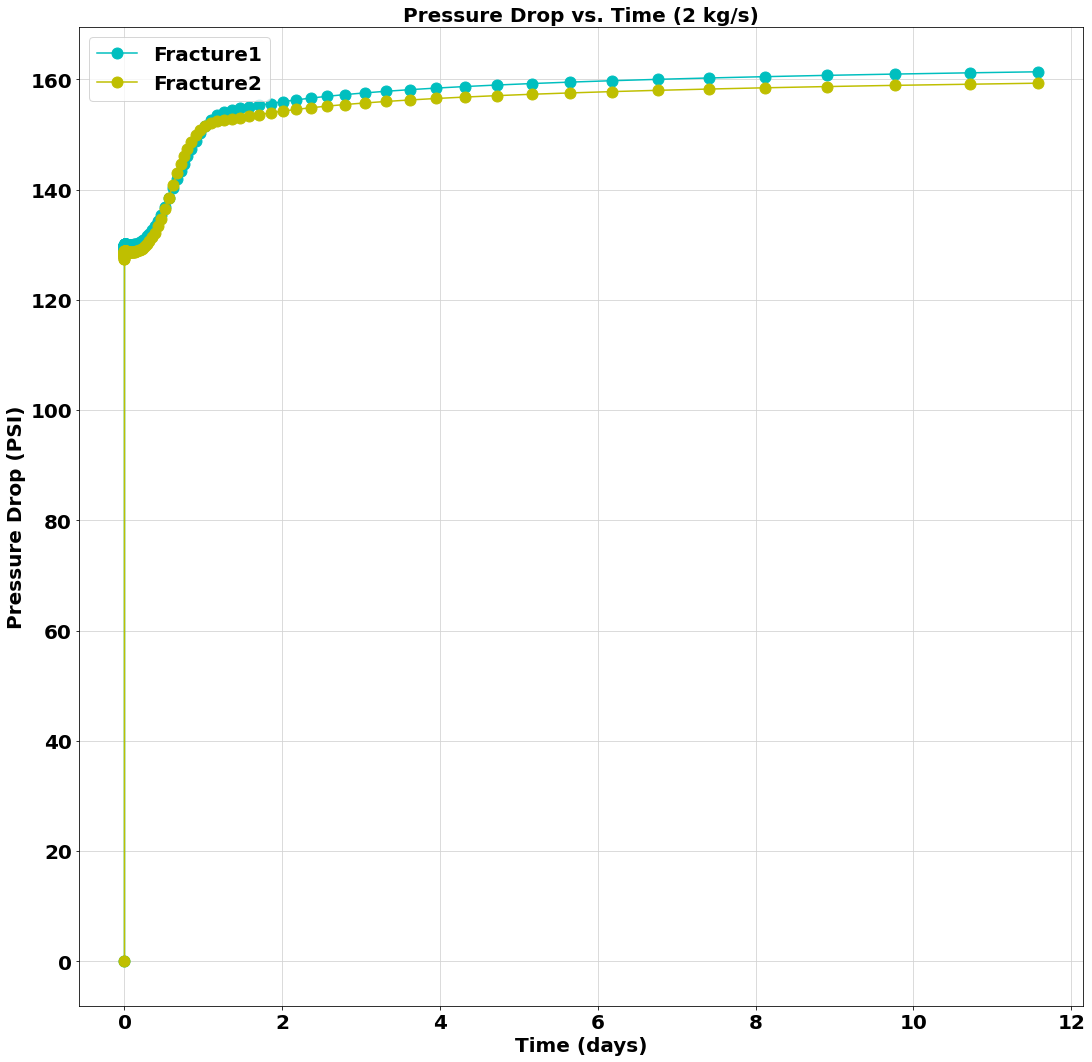 Pressure Drop vs. Time (2 kg/s)
Fracture1
Fracture2
160
140
120
100
80
60
40
20
0
Pressure Drop (PSI)
0 2 4 6 8 10 12
Time (days)